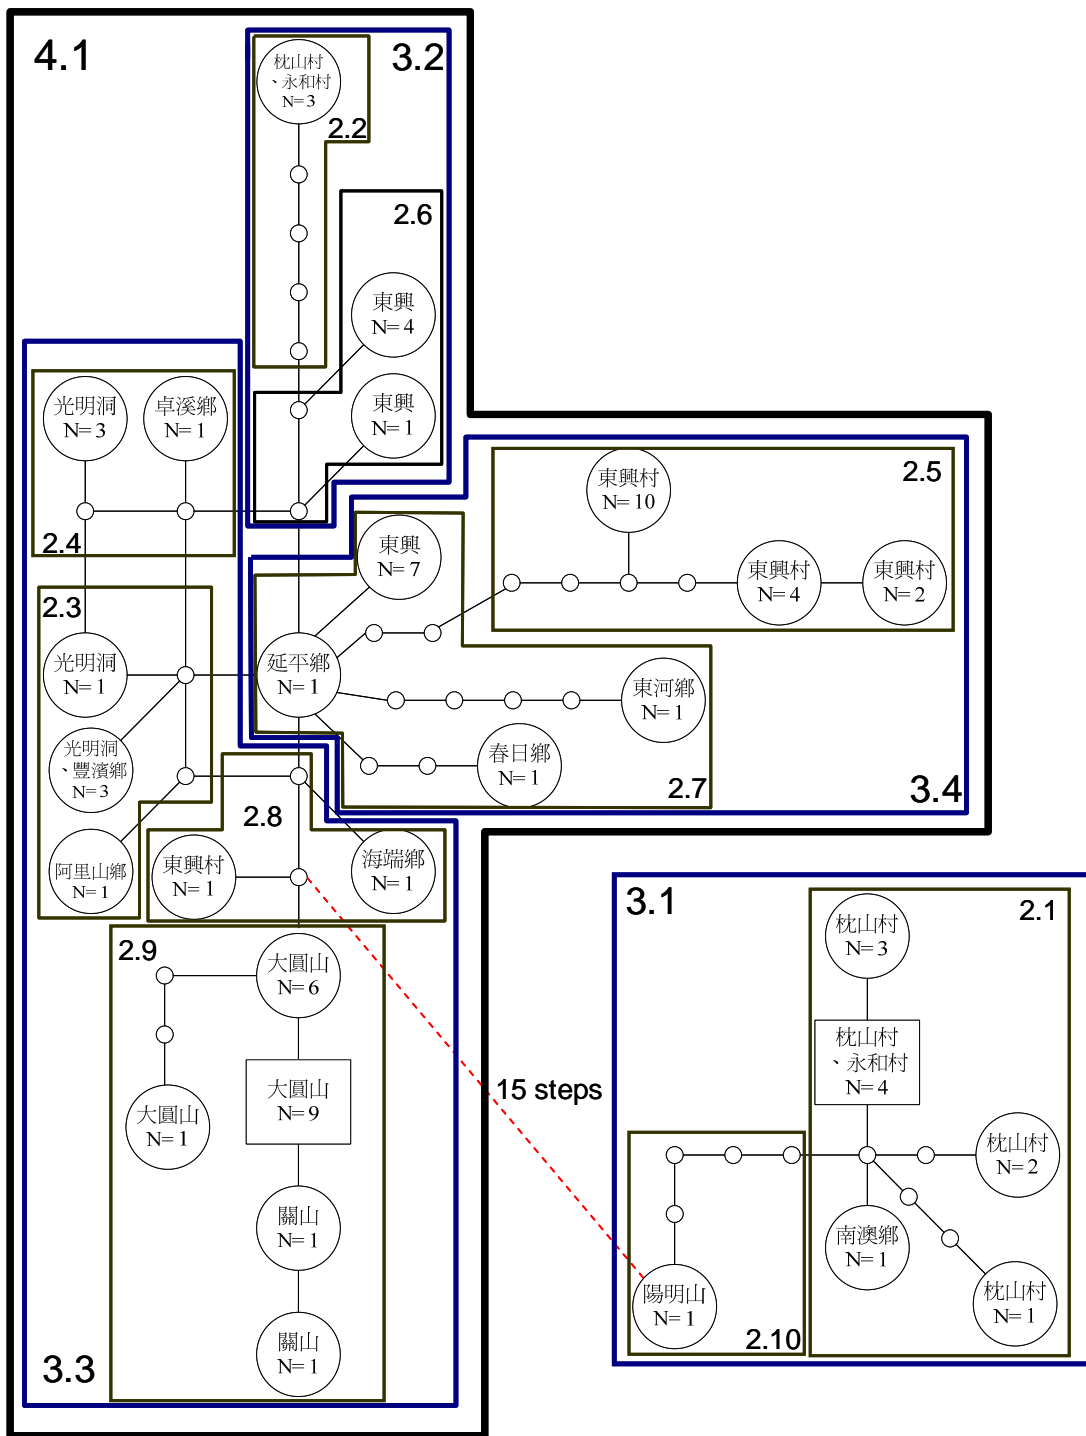 4.1
3.2
枕山村
、永和村
N=3
2.2
2.6
東興
N=4
東興
N=1
光明洞
N=3
卓溪鄉
N=1
2.4
2.5
東興村
N=10
東興村
N=4
東興村
N=2
東興
N=7
2.3
光明洞
N=1
延平鄉
N=1
東河鄉
N=1
光明洞
、豐濱鄉
N=3
春日鄉
N=1
2.7
3.4
2.8
阿里山鄉
N=1
東興村
N=1
海端鄉
N=1
3.1
2.1
枕山村
N=3
2.9
大圓山
N=6
枕山村
、永和村
N=4
大圓山
N=9
15 steps
大圓山
N=1
枕山村
N=2
關山
N=1
南澳鄉
N=1
陽明山
N=1
枕山村
N=1
2.10
關山
N=1
3.3